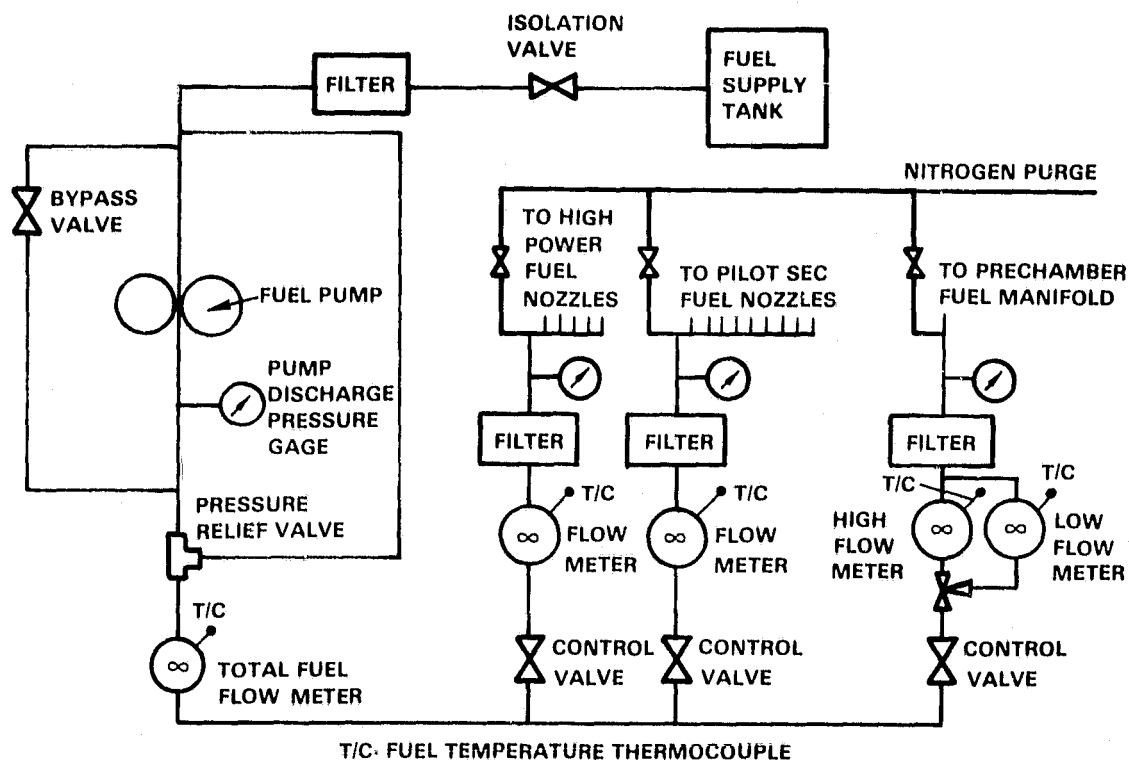 ISOLATION
VALVE
FILTER
FUEL
SUPPLY
TANK
NITROGEN PURGE
BYPASS
VALVE
TO HIGH
POWER
FUEL
NOZZLES
TO PILOT SEC
FUEL NOZZLES
TO PRECHAMBER
FUEL MANIFOLD
FUEL PUMP
PUMP
DISCHARGE
PRESSURE
GAGE
FILTER
FILTER
FILTER
PRESSURE
RELIEF VALVE
T/C
T/C
T/C
T/C
∞
FLOW
METER
∞
FLOW
METER
HIGH
FLOW
METER
∞
∞
LOW
FLOW
METER
T/C
∞
TOTAL FUEL
FLOW METER
CONTROL
VALVE
CONTROL
VALVE
CONTROL
VALVE
T/C· FUEL TEMPERATURE THERMOCOUPLE